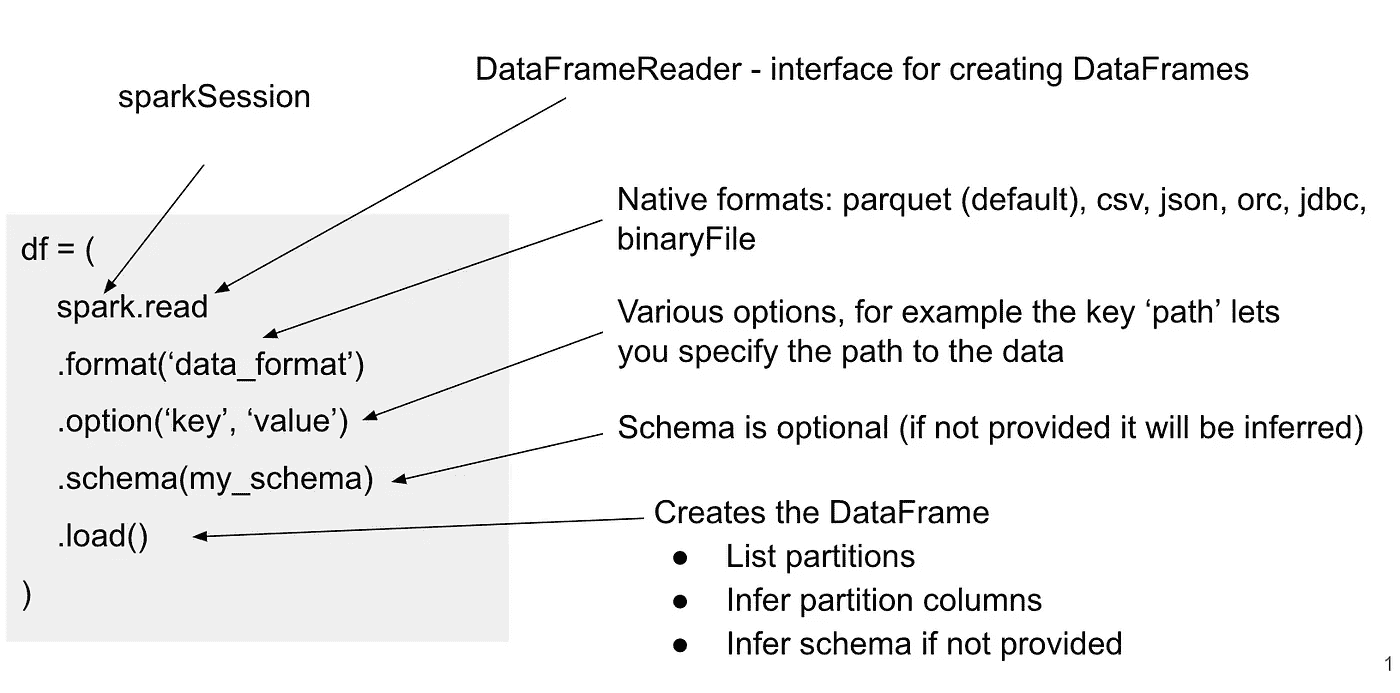 sparkSession
DataFrameReader - interface for creating DataFrames
df = (
spark.read
.format(‘data_format’)
.option(‘key’, ‘value’)
.schema(my_schema)
.load()
)
Native formats: parquet (default), csv, json, orc, jdbc,
binaryFile
Various options, for example the key ‘path’ lets
you specify the path to the data
Schema is optional (if not provided it will be inferred)
Creates the DataFrame
● List partitions
● Infer partition columns
● Infer schema if not provided
1